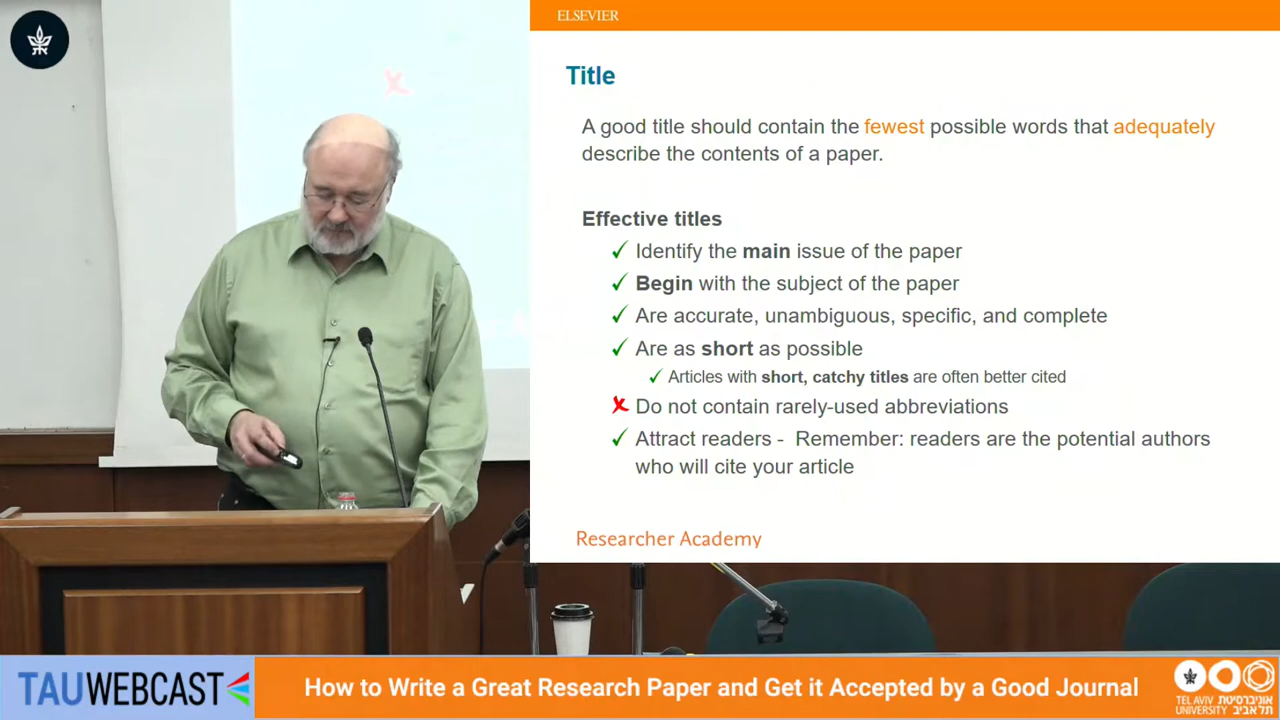 ELSEVIER
Title
A good title should contain the fewest possible words that adequately
describe the contents of a paper.
Effective titles
✓ Identify the main issue of the paper
✓ Begin with the subject of the paper
✓ Are accurate, unambiguous, specific, and complete
✓ Are as short as possible
✓ Articles with short, catchy titles are often better cited
✗ Do not contain rarely-used abbreviations
✓ Attract readers - Remember: readers are the potential authors
who will cite your article
Researcher Academy
TAUWEBCAST
How to Write a Great Research Paper and Get it Accepted by a Good Journal
TEL AVIV אוניברסיטת
UNIVERSITY תל אביב